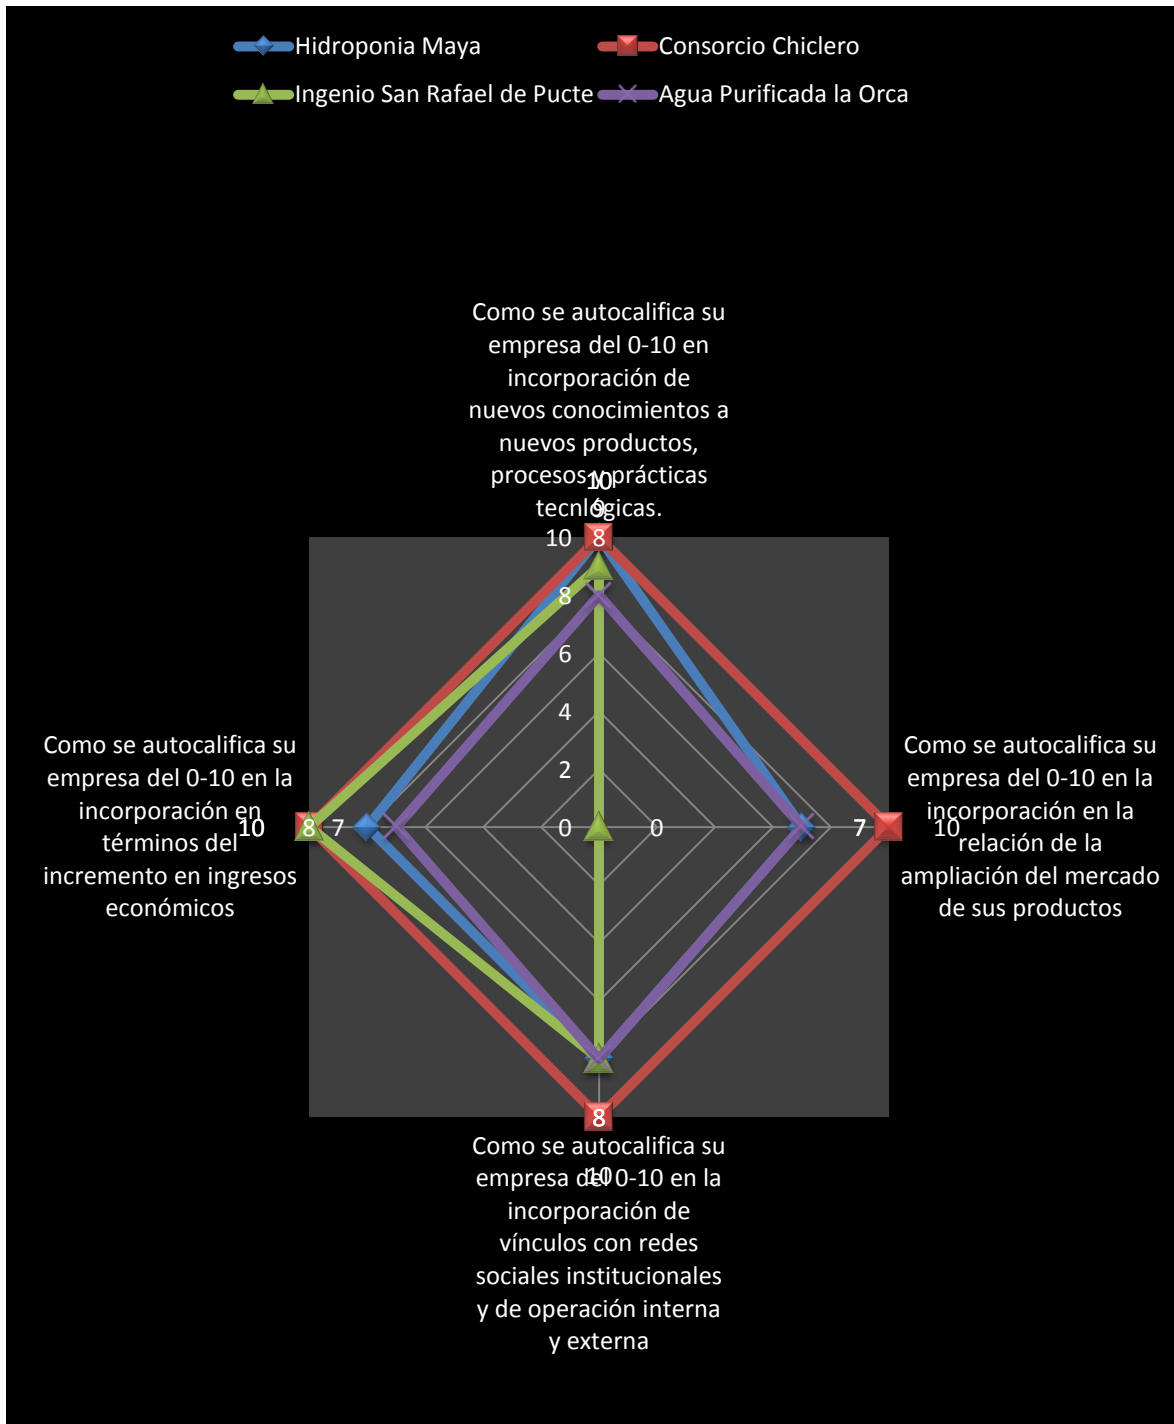 Hidroponia Maya
Consorcio Chiclero
Ingenio San Rafael de Pucte
Agua Purificada la Orca
Como se autocalifica su
empresa del 0-10 en
incorporación de
nuevos conocimientos a
nuevos productos,
procesos y prácticas
tecnlógicas.
10
9
8
10
8
6
4
2
0
0
Como se autocalifica su
empresa del 0-10 en la
incorporación en
términos del
incremento en ingresos
económicos
10
8
7
7
10
Como se autocalifica su
empresa del 0-10 en la
incorporación en la
relación de la
ampliación del mercado
de sus productos
8
Como se autocalifica su
empresa del 0-10 en la
incorporación de
vínculos con redes
sociales institucionales
y de operación interna
y externa
10